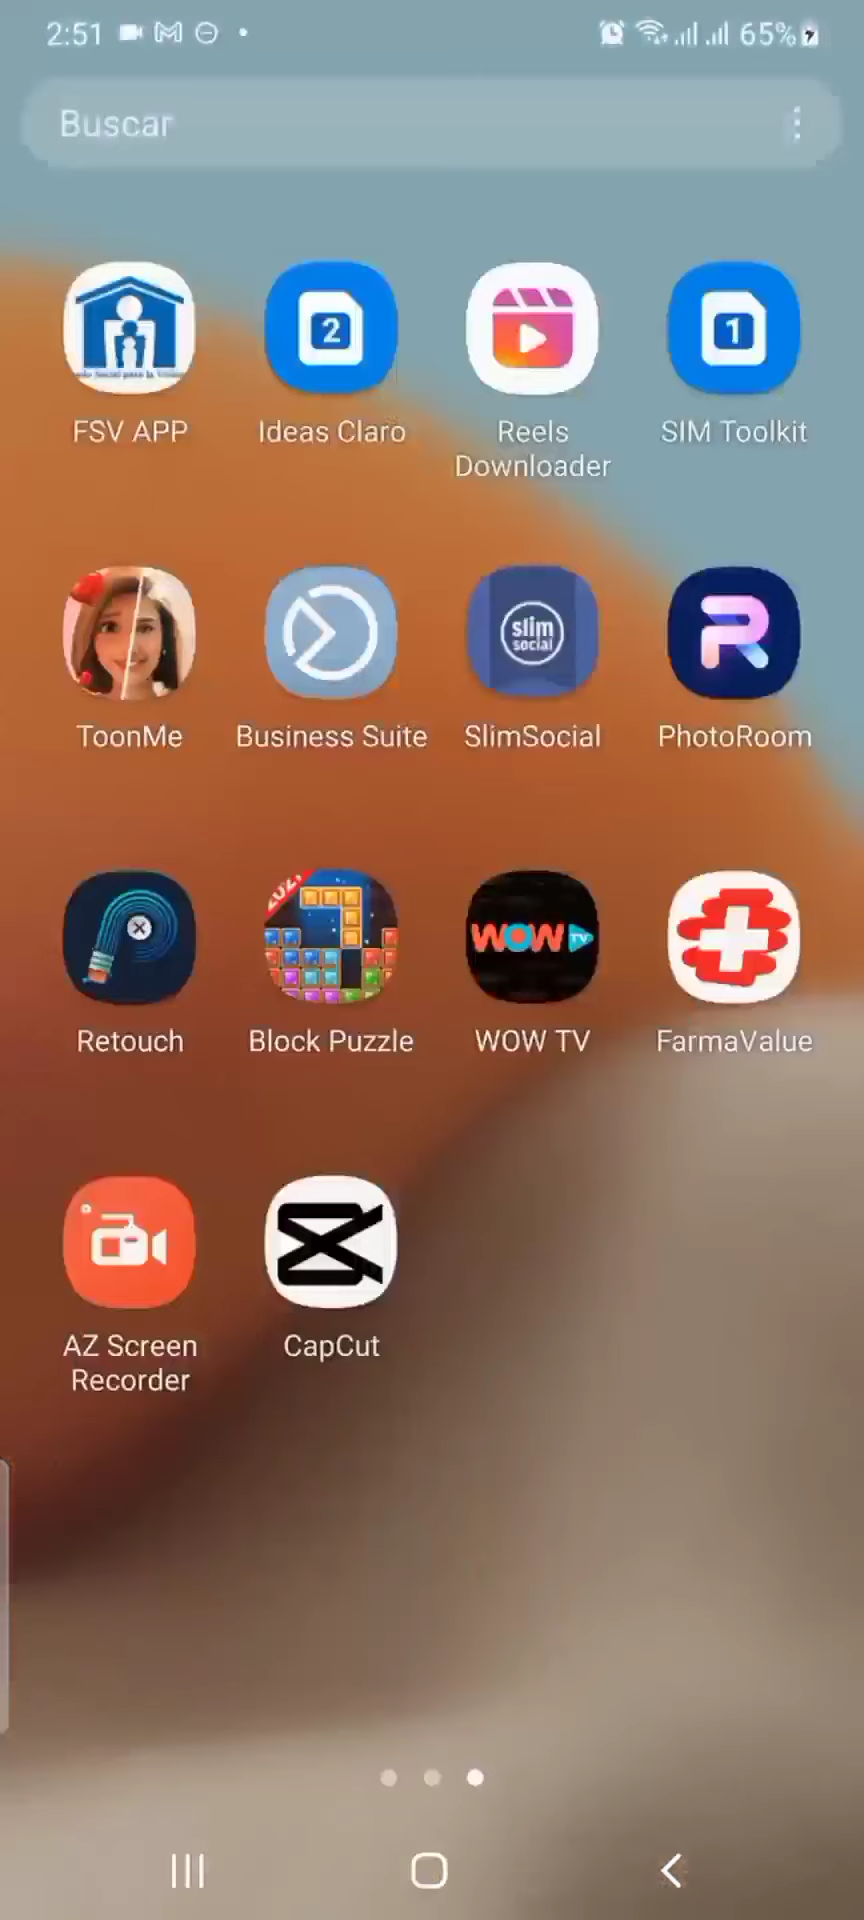 2:51
65%
Buscar
FSV APP
2
Ideas Claro
Reels
Downloader
1
SIM Toolkit
ToonMe
Business Suite
slim
social
SlimSocial
R
PhotoRoom
Retouch
2021
Block Puzzle
WOW TV
WOW TV
FarmaValue
AZ Screen
Recorder
CapCut